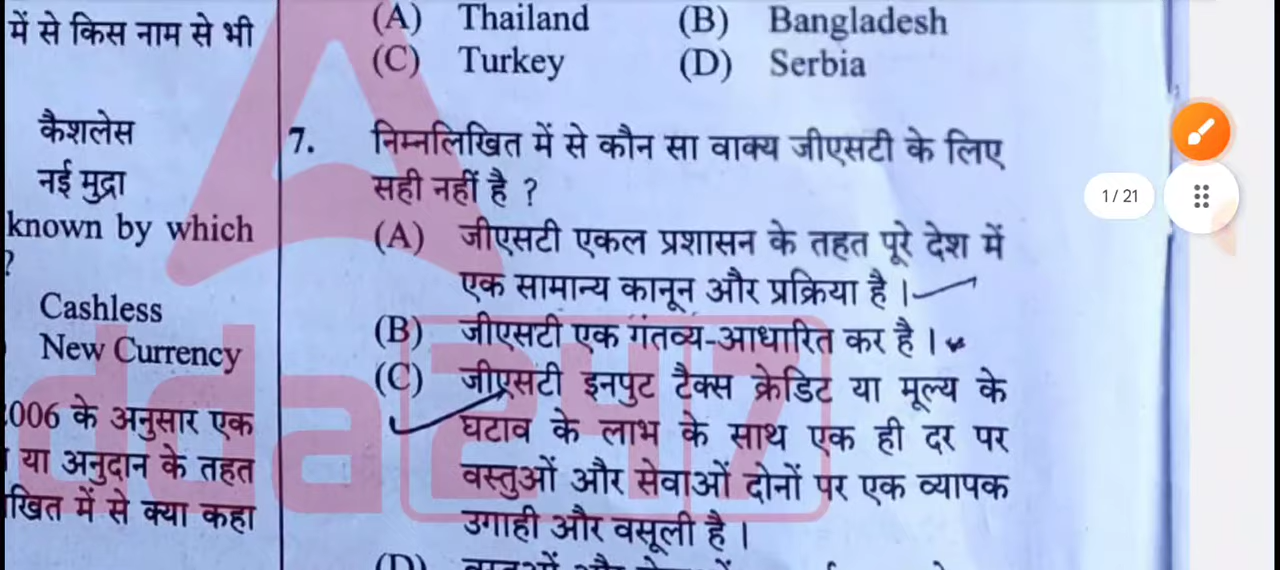 में से किस नाम से भी
कैशलेस
नई मुद्रा
known by which
?
Cashless
New Currency
006 के अनुसार एक
या अनुदान के तहत
खित में से क्या कहा
(A) Thailand (B) Bangladesh
(C) Turkey (D) Serbia
7. निम्नलिखित में से कौन सा वाक्य जीएसटी के लिए
सही नहीं है ?
(A) जीएसटी एकल प्रशासन के तहत पूरे देश में
एक सामान्य कानून और प्रक्रिया है ।
(B) जीएसटी एक गंतव्य-आधारित कर है ।
(C) जीएसटी इनपुट टैक्स क्रेडिट या मूल्य के
घटाव के लाभ के साथ एक ही दर पर
वस्तुओं और सेवाओं दोनों पर एक व्यापक
उगाही और वसूली है ।
(D)
dda247
1 / 21